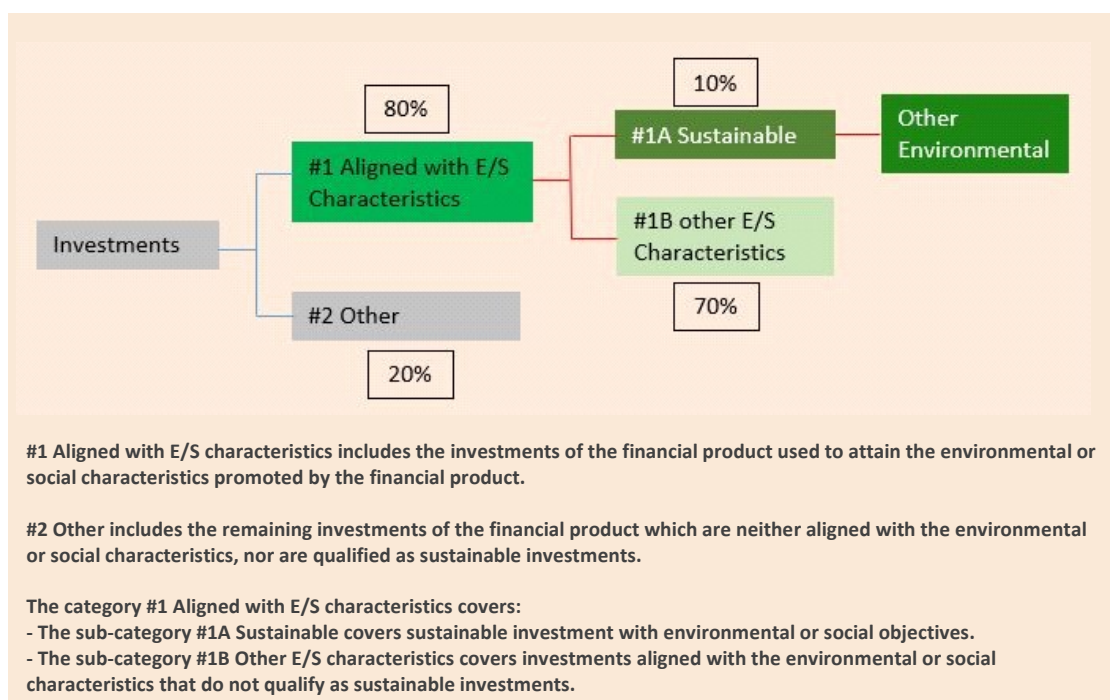 10%
80%
Other
Environmental
#1A Sustainable
#1 Aligned with E/S
Characteristics
#1B other E/S
Characteristics
Investments
70%
#2 Other
20%
#1 Aligned with E/S characteristics includes the investments of the financial product used to attain the environmental or
social characteristics promoted by the financial product.
#2 Other includes the remaining investments of the financial product which are neither aligned with the environmental
or social characteristics, nor are qualified as sustainable investments.
The category #1 Aligned with E/S characteristics covers:
- The sub-category #1A Sustainable covers sustainable investment with environmental or social objectives.
- The sub-category #1B Other E/S characteristics covers investments aligned with the environmental or social
characteristics that do not qualify as sustainable investments.